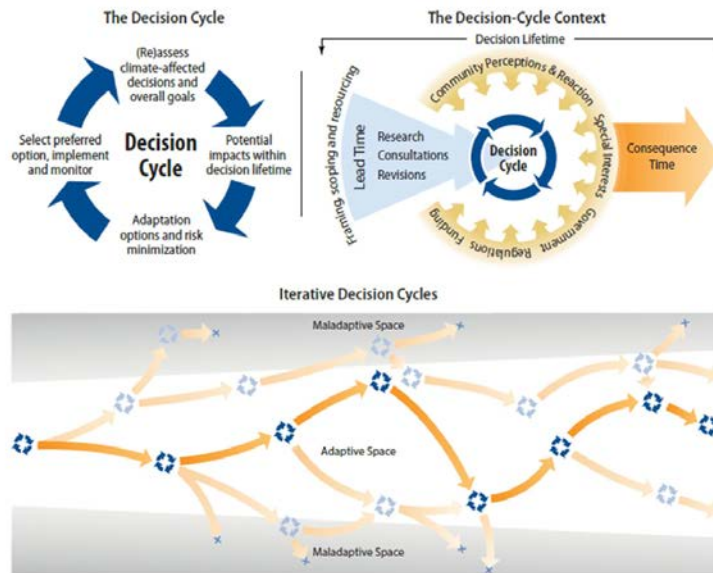 The Decision Cycle
(Re)assess
climate-affected
decisions and
overall goals
Select preferred
option, implement
and monitor
Decision
Cycle
Potential
impacts within
decision lifetime
Adaptation
options and risk
minimization
The Decision-Cycle Context
Decision Lifetime
Framing, scoping and resourcing
Lead Time
Research
Consultations
Revisions
Community Perceptions & Reaction
Special Interests
Government
Regulations
Funding
Decision
Cycle
Consequence
Time
Iterative Decision Cycles
Maladaptive Space
Adaptive Space
Maladaptive Space